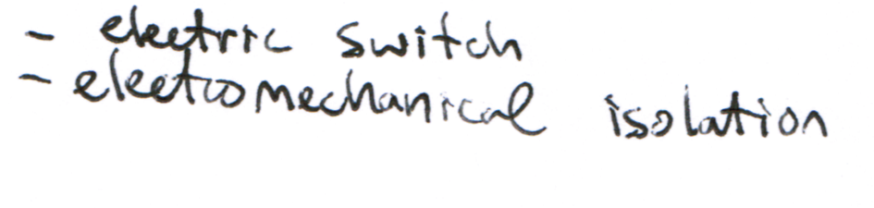 - electric switch
- electromechanical isolation